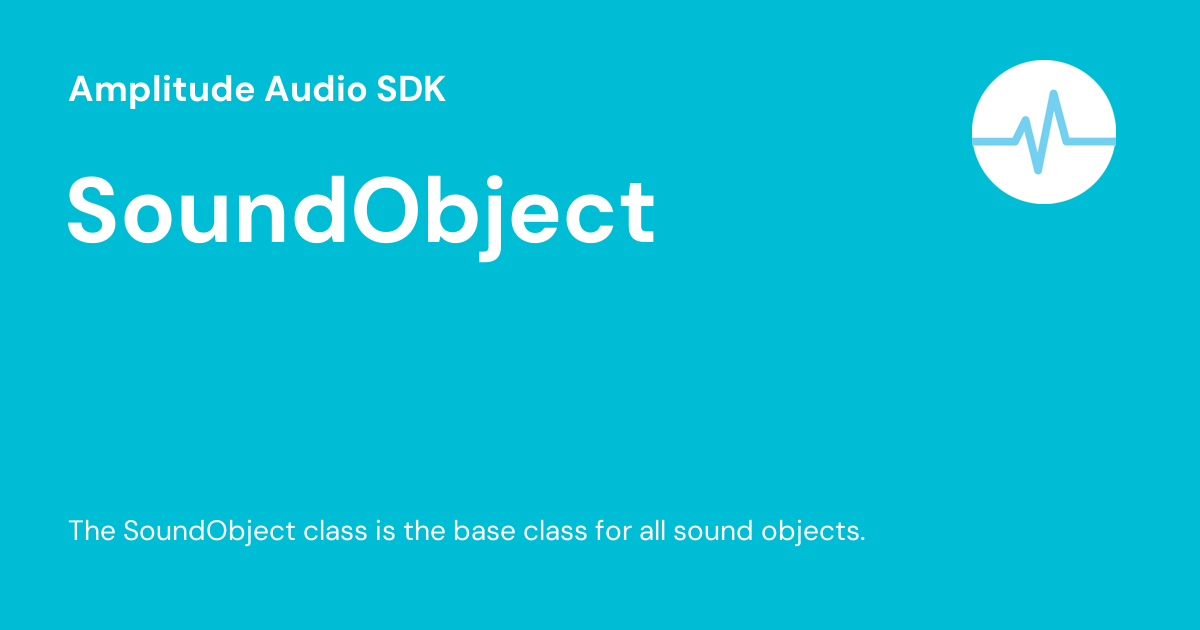 Amplitude Audio SDK
SoundObject
The SoundObject class is the base class for all sound objects.